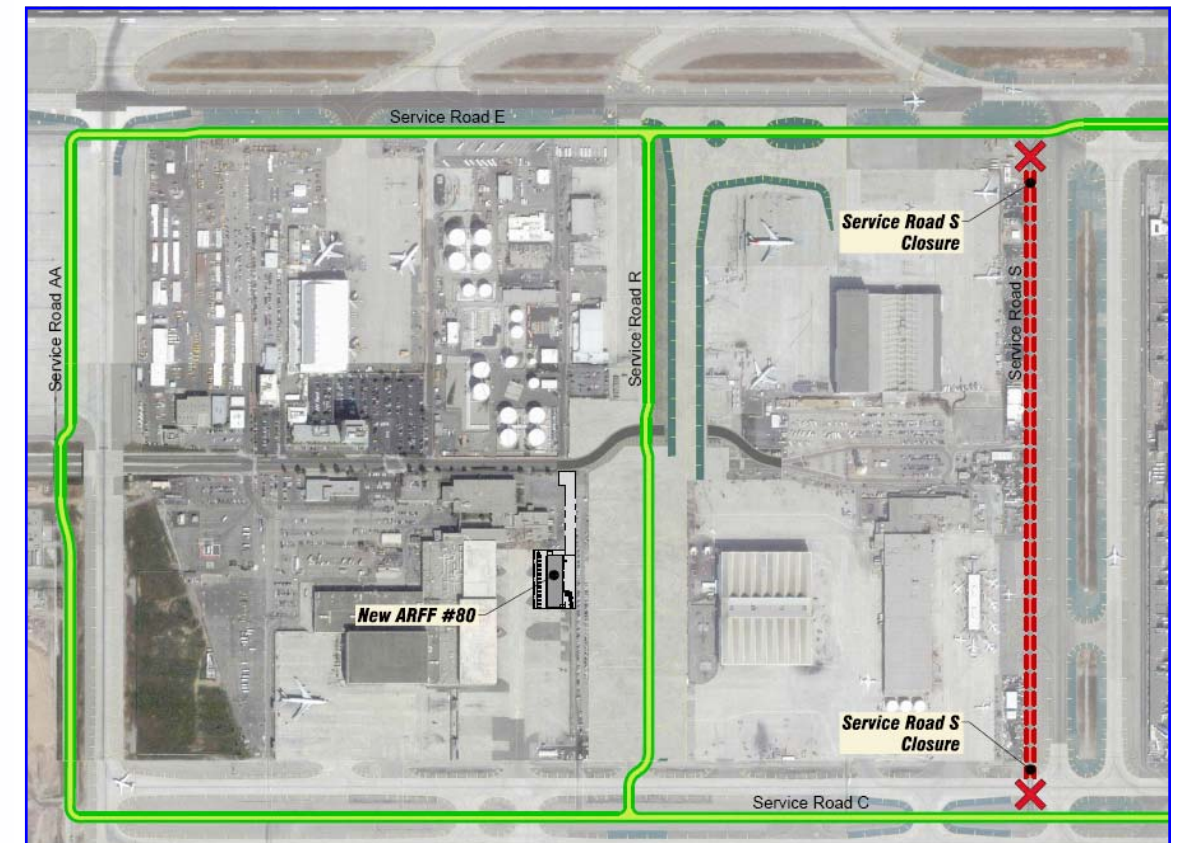 Service Road E
Service Road S
Closure
Service Road AA
Service Road R
Service Road S
New ARFF #80
Service Road S
Closure
Service Road C